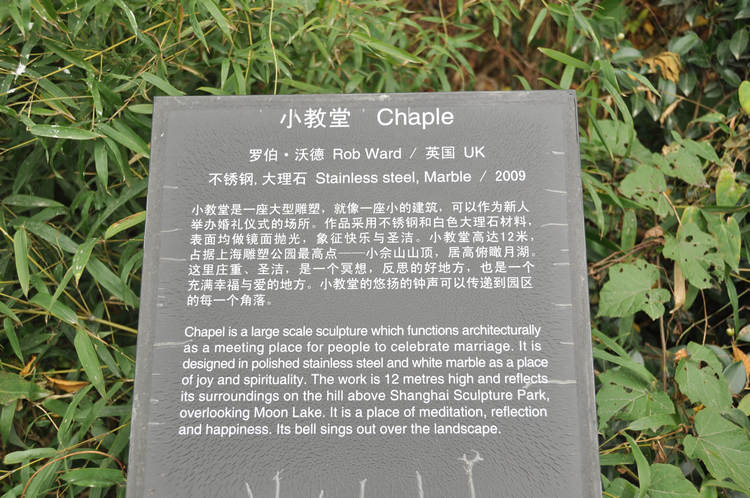 小教堂 Chaple
罗伯·沃德 Rob Ward / 英国 UK
不锈钢, 大理石 Stainless steel, Marble / 2009
小教堂是一座大型雕塑，就像一座小的建筑，可以作为新人
举办婚礼仪式的场所。作品采用不锈钢和白色大理石材料，
表面均做镜面抛光，象征快乐与圣洁。小教堂高达12米，
占据上海雕塑公园最高点——小佘山山顶，居高俯瞰月湖。
这里庄重、圣洁，是一个冥想，反思的好地方，也是一个
充满幸福与爱的地方。小教堂的悠扬的钟声可以传递到园区
的每一个角落。
Chapel is a large scale sculpture which functions architecturally
as a meeting place for people to celebrate marriage. It is
designed in polished stainless steel and white marble as a place
of joy and spirituality. The work is 12 metres high and reflects
its surroundings on the hill above Shanghai Sculpture Park,
overlooking Moon Lake. It is a place of meditation, reflection
and happiness. Its bell sings out over the landscape.